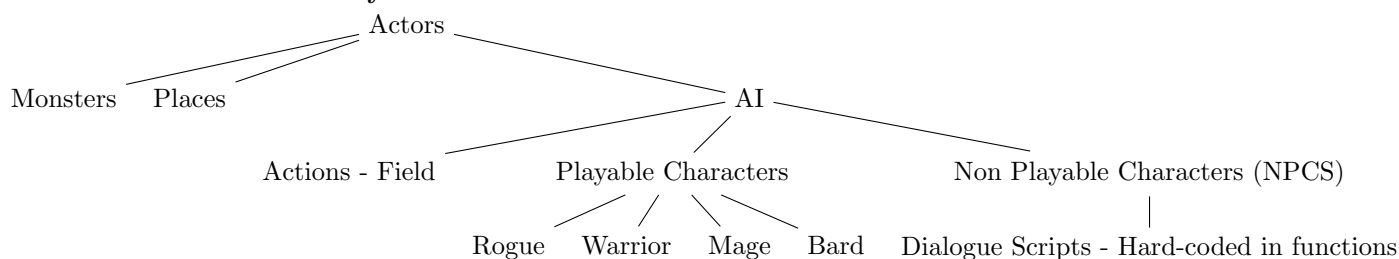 Actors
Monsters Places AI
Actions - Field Playable Characters Non Playable Characters (NPCS)
Rogue Warrior Mage Bard Dialogue Scripts - Hard-coded in functions